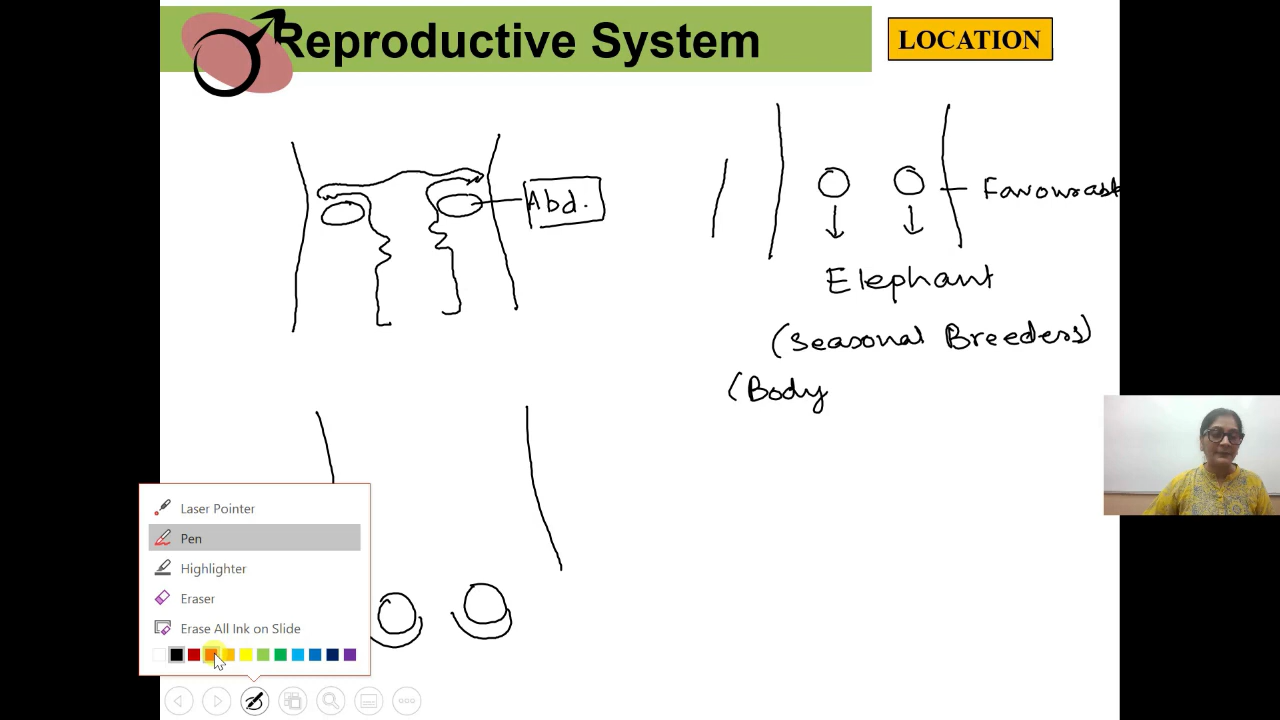 Reproductive System
LOCATION
Abd.
Elephant
(Seasonal Breeders)
(Body
Laser Pointer
Pen
Highlighter
Eraser
Erase All Ink on Slide